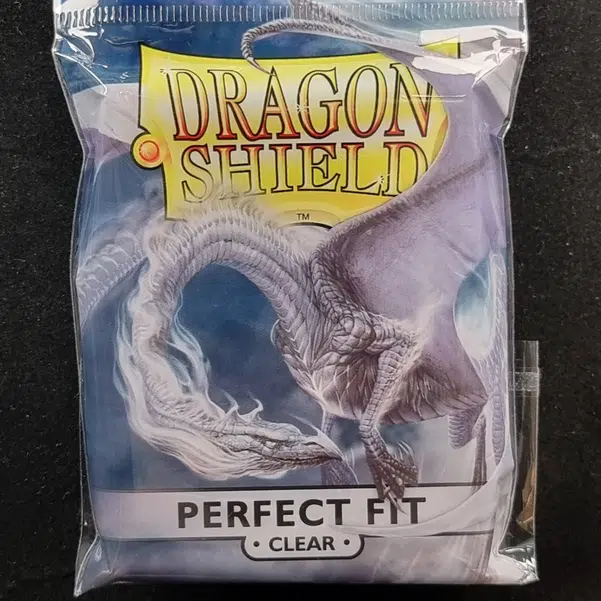 DRAGON
SHIELD
™
PERFECT FIT
• CLEAR •